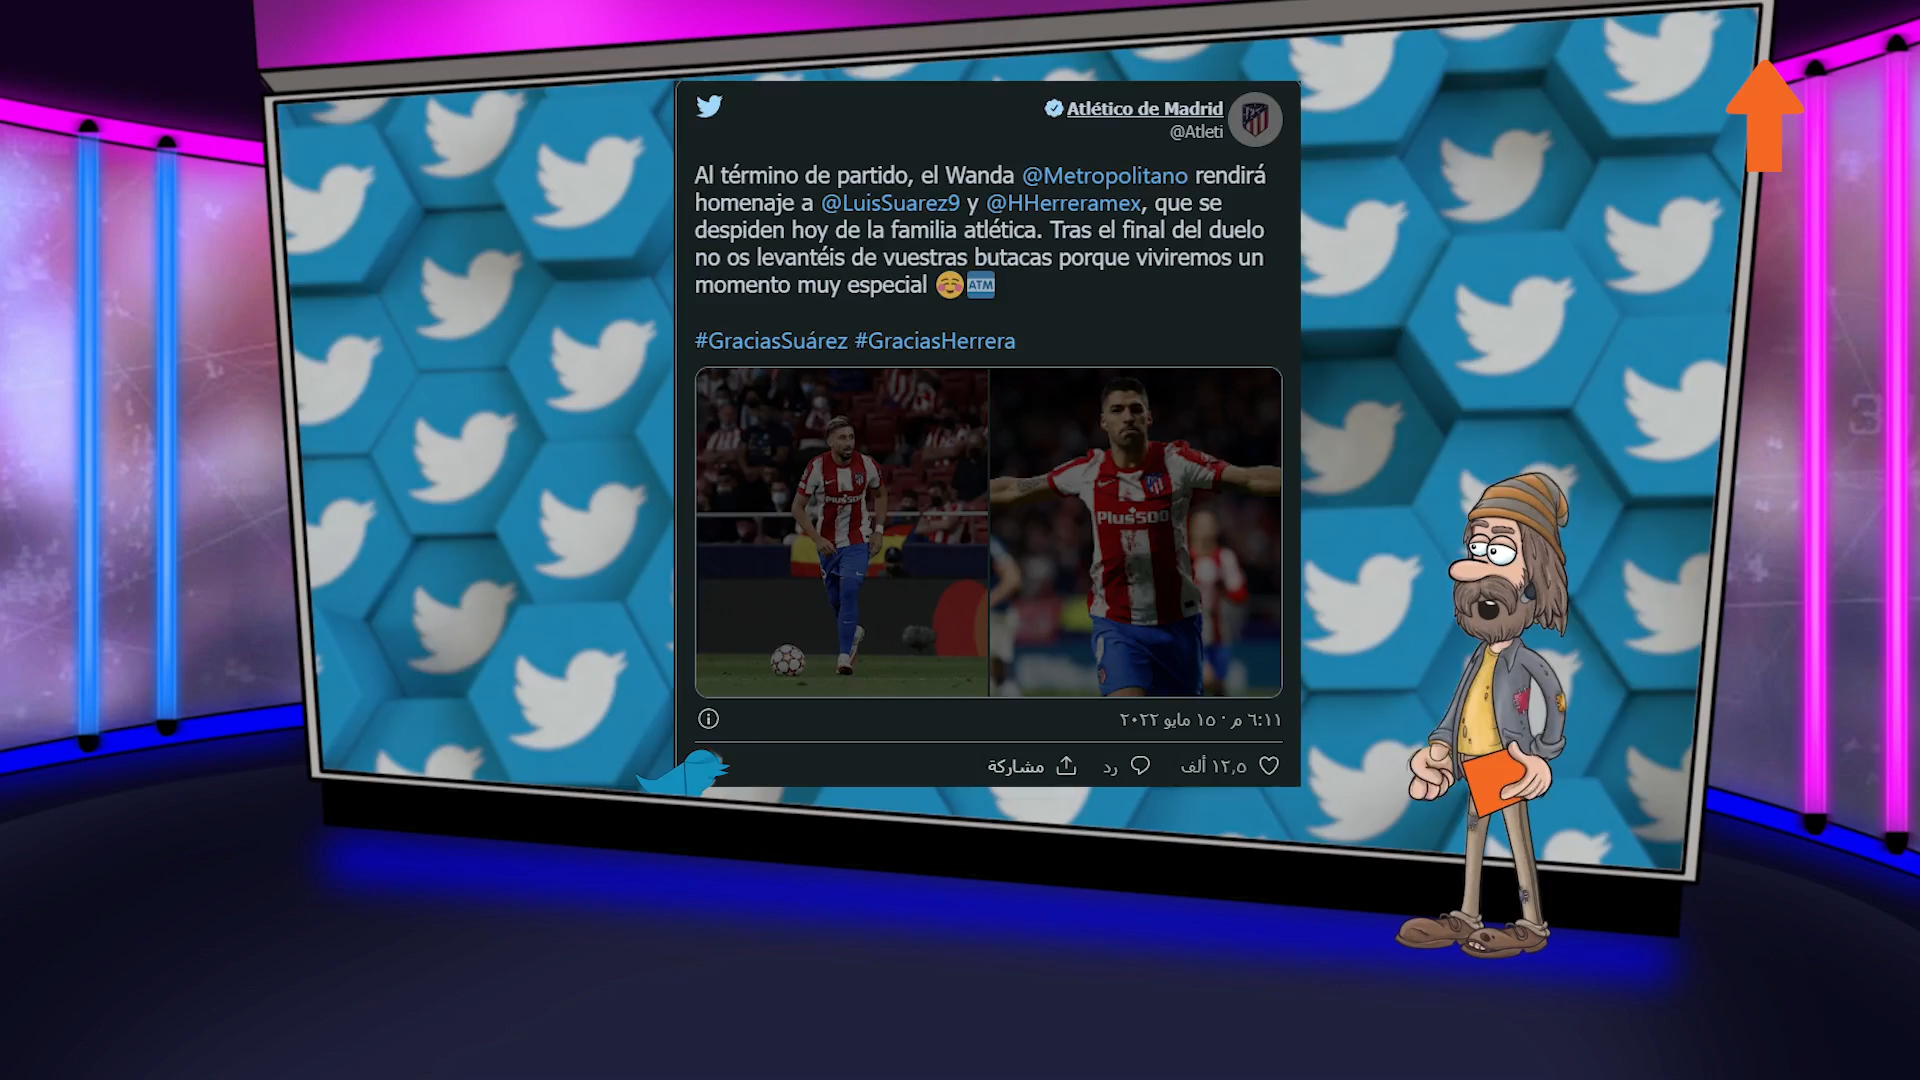 Atlético de Madrid
@Atleti
Al término de partido, el Wanda @Metropolitano rendirá
homenaje a @LuisSuarez9 y @HHerreramex, que se
despiden hoy de la familia atlética. Tras el final del duelo
no os levantéis de vuestras butacas porque viviremos un
momento muy especial ☺️🏧
#GraciasSuárez #GraciasHerrera
Plus500
Plus500
٦:١١ م · ١٥ مايو ٢٠٢٢
١٢٫٥ ألف رد مشاركة